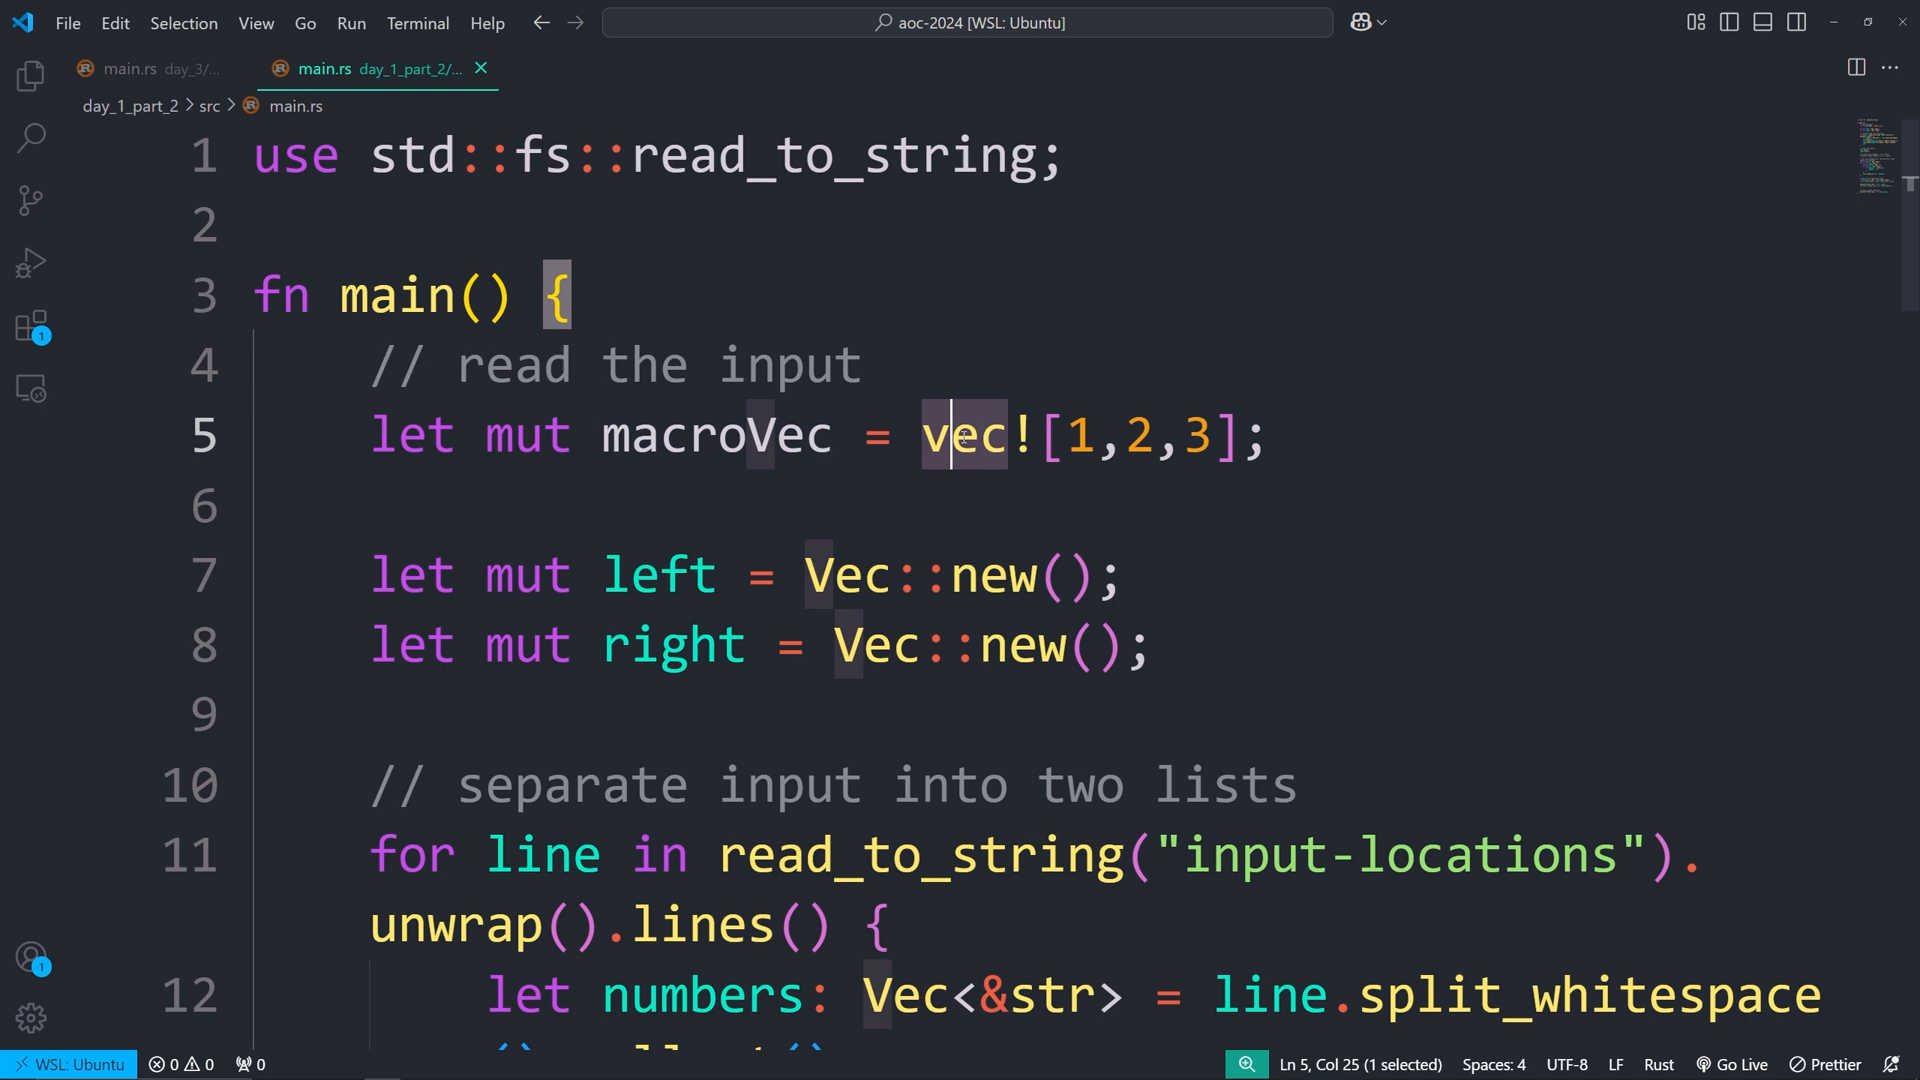 File Edit Selection View Go Run Terminal Help aoc-2024 [WSL: Ubuntu]
main.rs day_3/... main.rs day_1_part_2/...
day_1_part_2 > src > main.rs
1 use std::fs::read_to_string;
2
3 fn main() {
4 // read the input
5 let mut macroVec = vec![1,2,3];
6
7 let mut left = Vec::new();
8 let mut right = Vec::new();
9
10 // separate input into two lists
11 for line in read_to_string("input-locations").
unwrap().lines() {
12 let numbers: Vec<&str> = line.split_whitespace
1
1
WSL: Ubuntu 0 0 0 Ln 5, Col 25 (1 selected) Spaces: 4 UTF-8 LF Rust Go Live Prettier